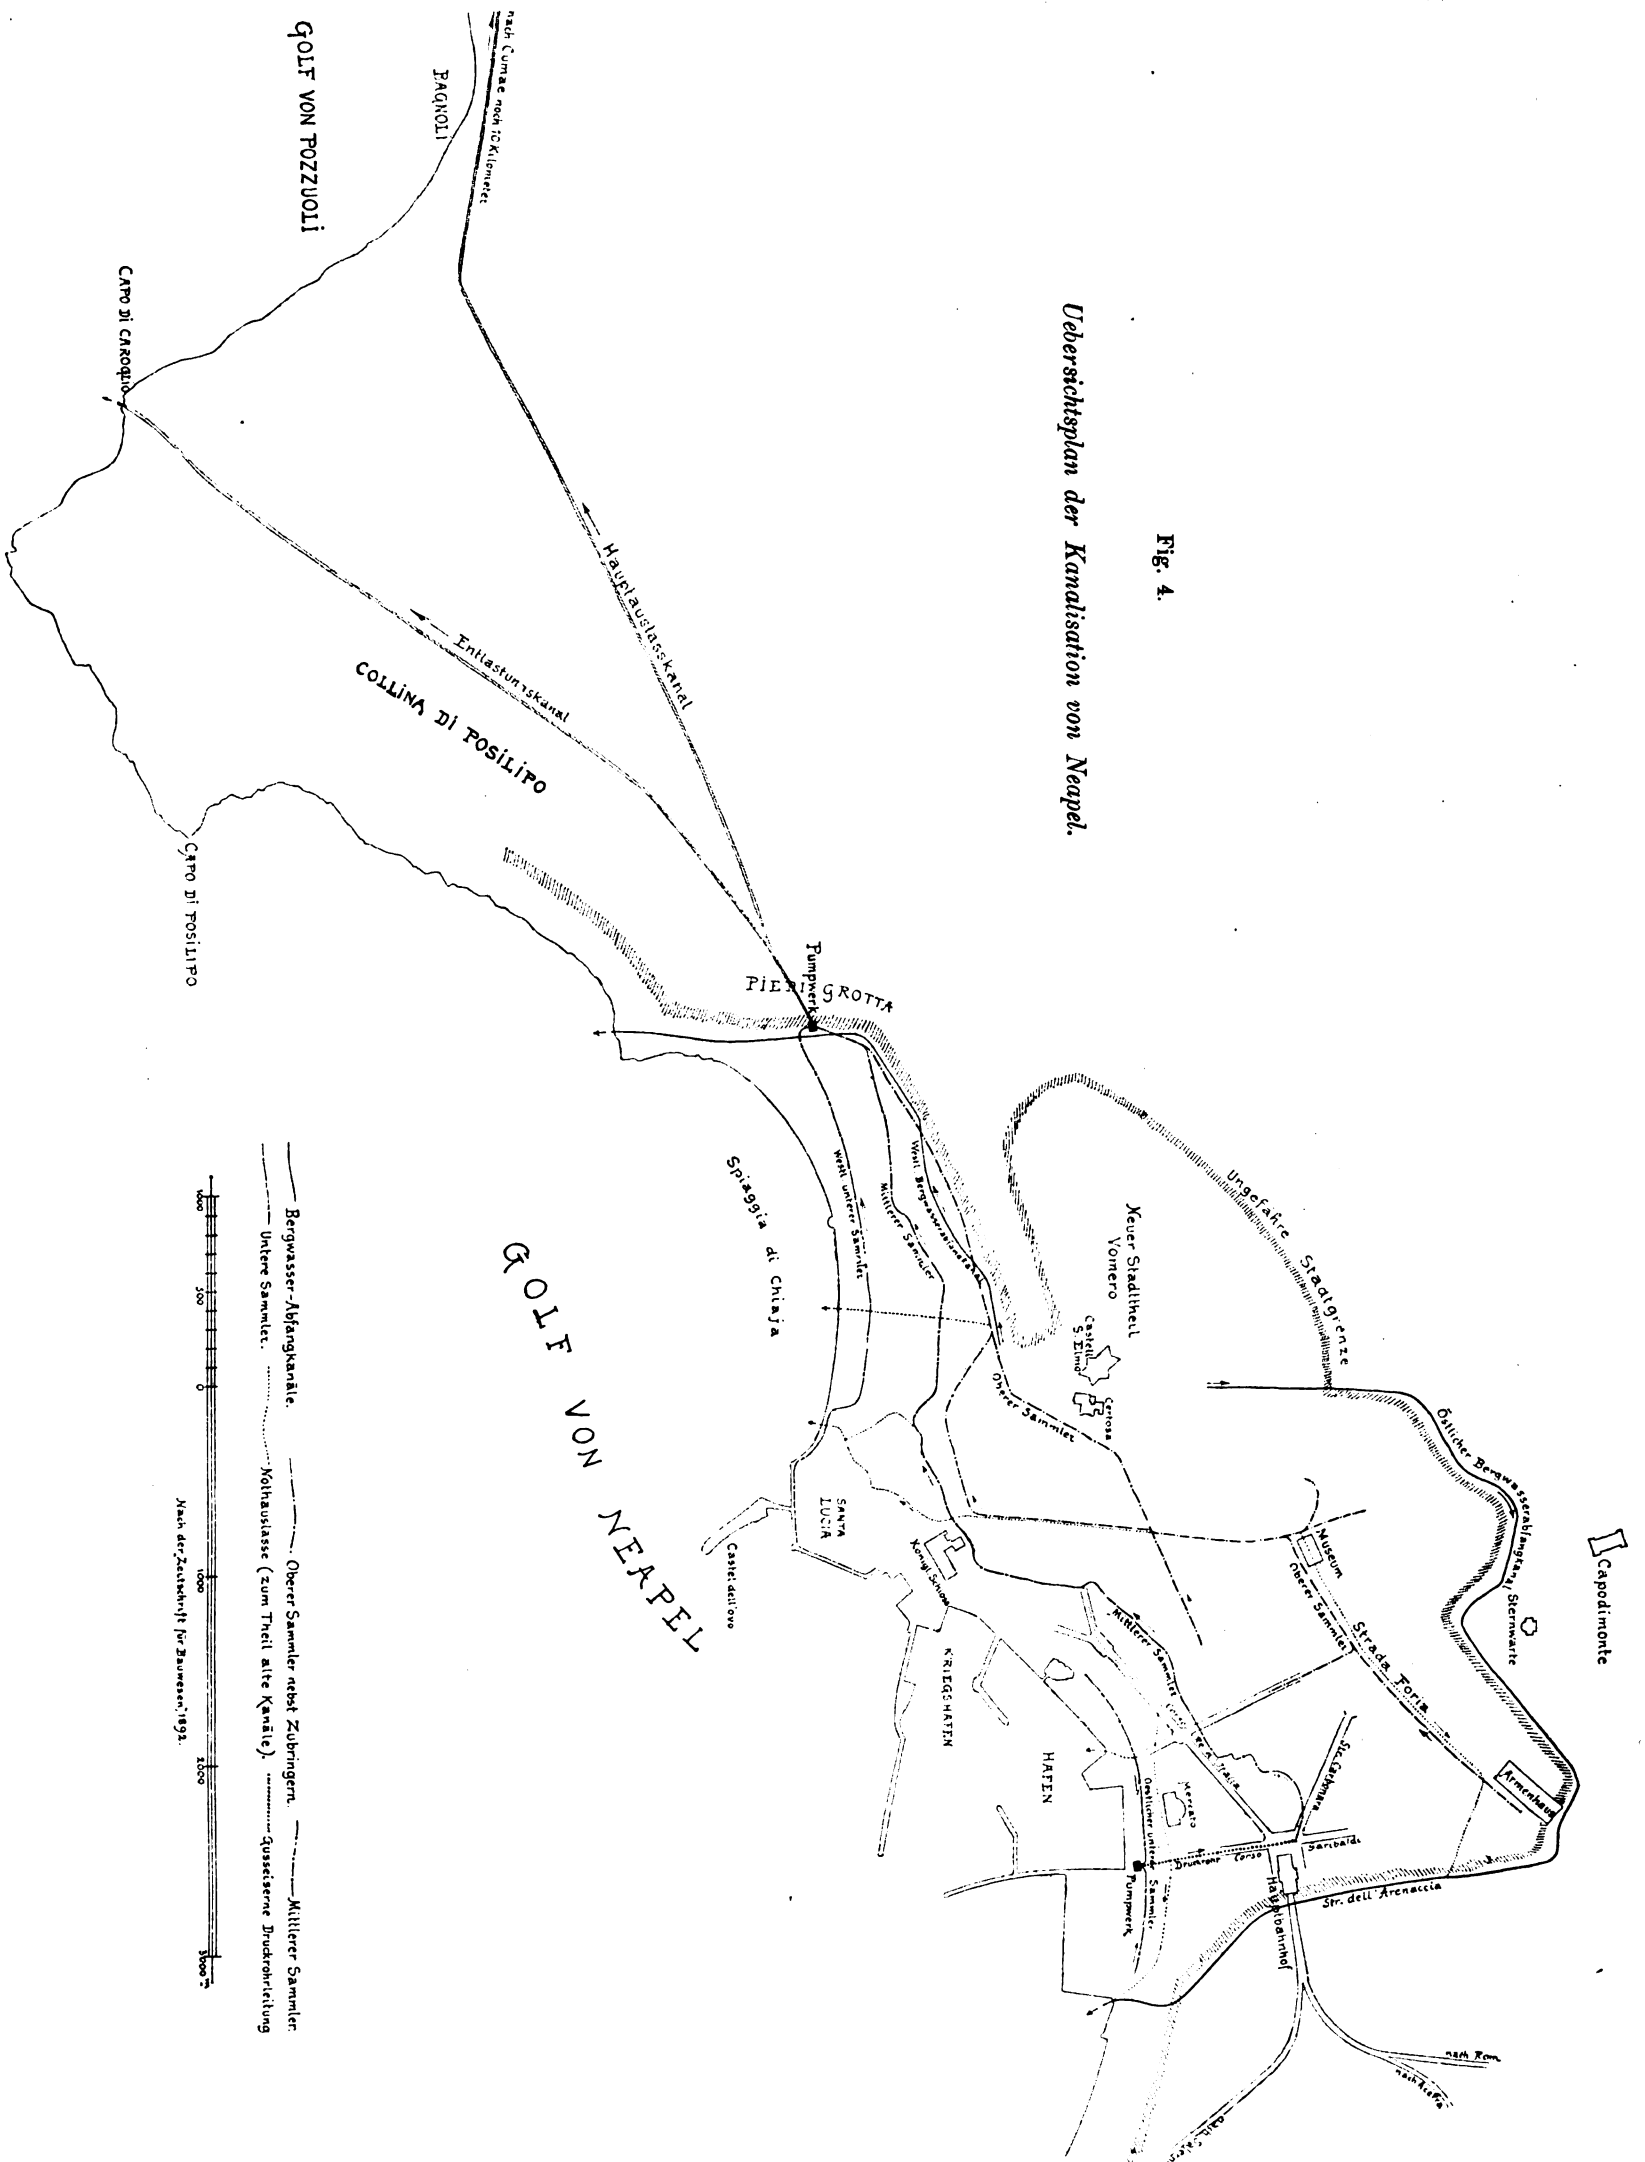 Fig. 4.
Uebersichtsplan der Kanalisation von Neapel.
nach Cumae noch 10 Kilometer
BAGNOLI
GOLF VON POZZUOLI
CAPO DI CAROGLIO
Hauptauslasskanal
Entlastungskanal
COLLINA DI POSILIPO
CAPO DI POSILIPO
Pumpwerk
PIEDIGROTTA
Ungefähre Stadtgrenze
Neuer Stadttheil
Vomero
Castell
S. Elmo
Certosa
Westl. Bergwasserabfangkanal
Mittlerer Sammler
Westl. unterer Sammler
Spiaggia di Chiaja
Oberer Sammler
Östlicher Bergwasserabfangkanal
Capodimonte
Sternwarte
Museum
Oberer Sammler
Strada Foria
Armenhaus
SANTA
LUCIA
Castel dell'ovo
Königl. Schloss
KRIEGSHAFEN
HAFEN
Mittlerer Sammler
Str. Carbonara
Mercato
Oestlicher unterer Sammler
Druckrohr
Corso Garibaldi
Pumpwerk
Hauptbahnhof
Str. dell'Arenaccia
nach Rom
nach Acerra
GOLF VON NEAPEL
Bergwasser-Abfangkanäle.
Oberer Sammler nebst Zubringern.
Mittlerer Sammler.
Untere Sammler.
Nothauslasse (zum Theil alte Kanäle).
Gusseiserne Druckrohrleitung
1000 500 0 1000 2000 3000 m
Nach der „Zeitschrift für Bauwesen," 1892.